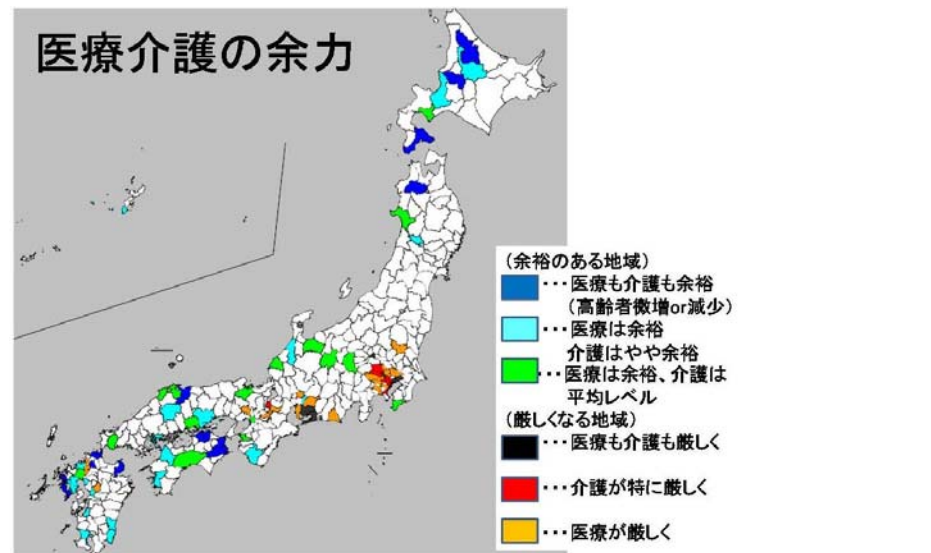 医療介護の余力
（余裕のある地域）
･･･医療も介護も余裕
（高齢者微増or減少）
･･･医療は余裕
介護はやや余裕
･･･医療は余裕、介護は
平均レベル
（厳しくなる地域）
･･･医療も介護も厳しく
･･･介護が特に厳しく
･･･医療が厳しく